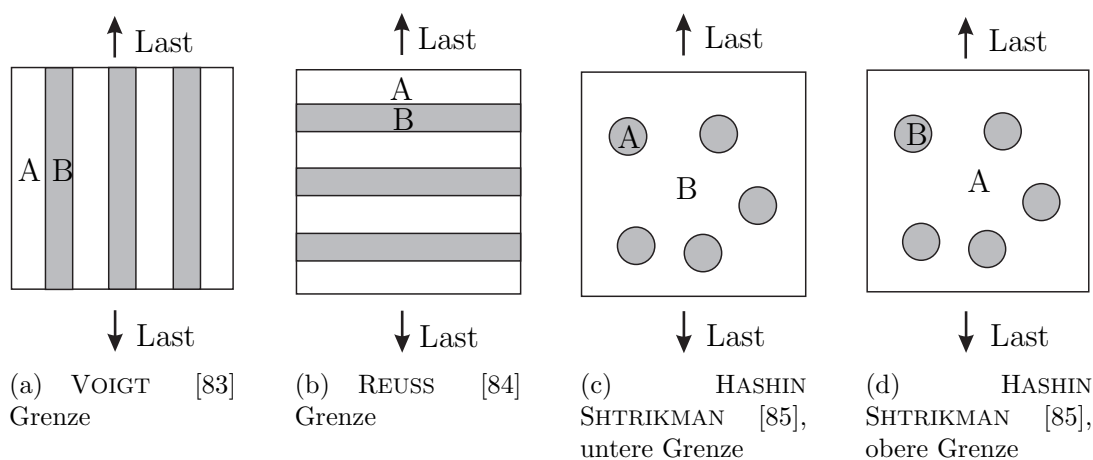 Last
Last
Last
Last
A
B
A
B
A
B
B
A
Last
Last
Last
Last
(a) VOIGT [83]
Grenze
(b) REUSS [84]
Grenze
(c) HASHIN
SHTRIKMAN [85],
untere Grenze
(d) HASHIN
SHTRIKMAN [85],
obere Grenze